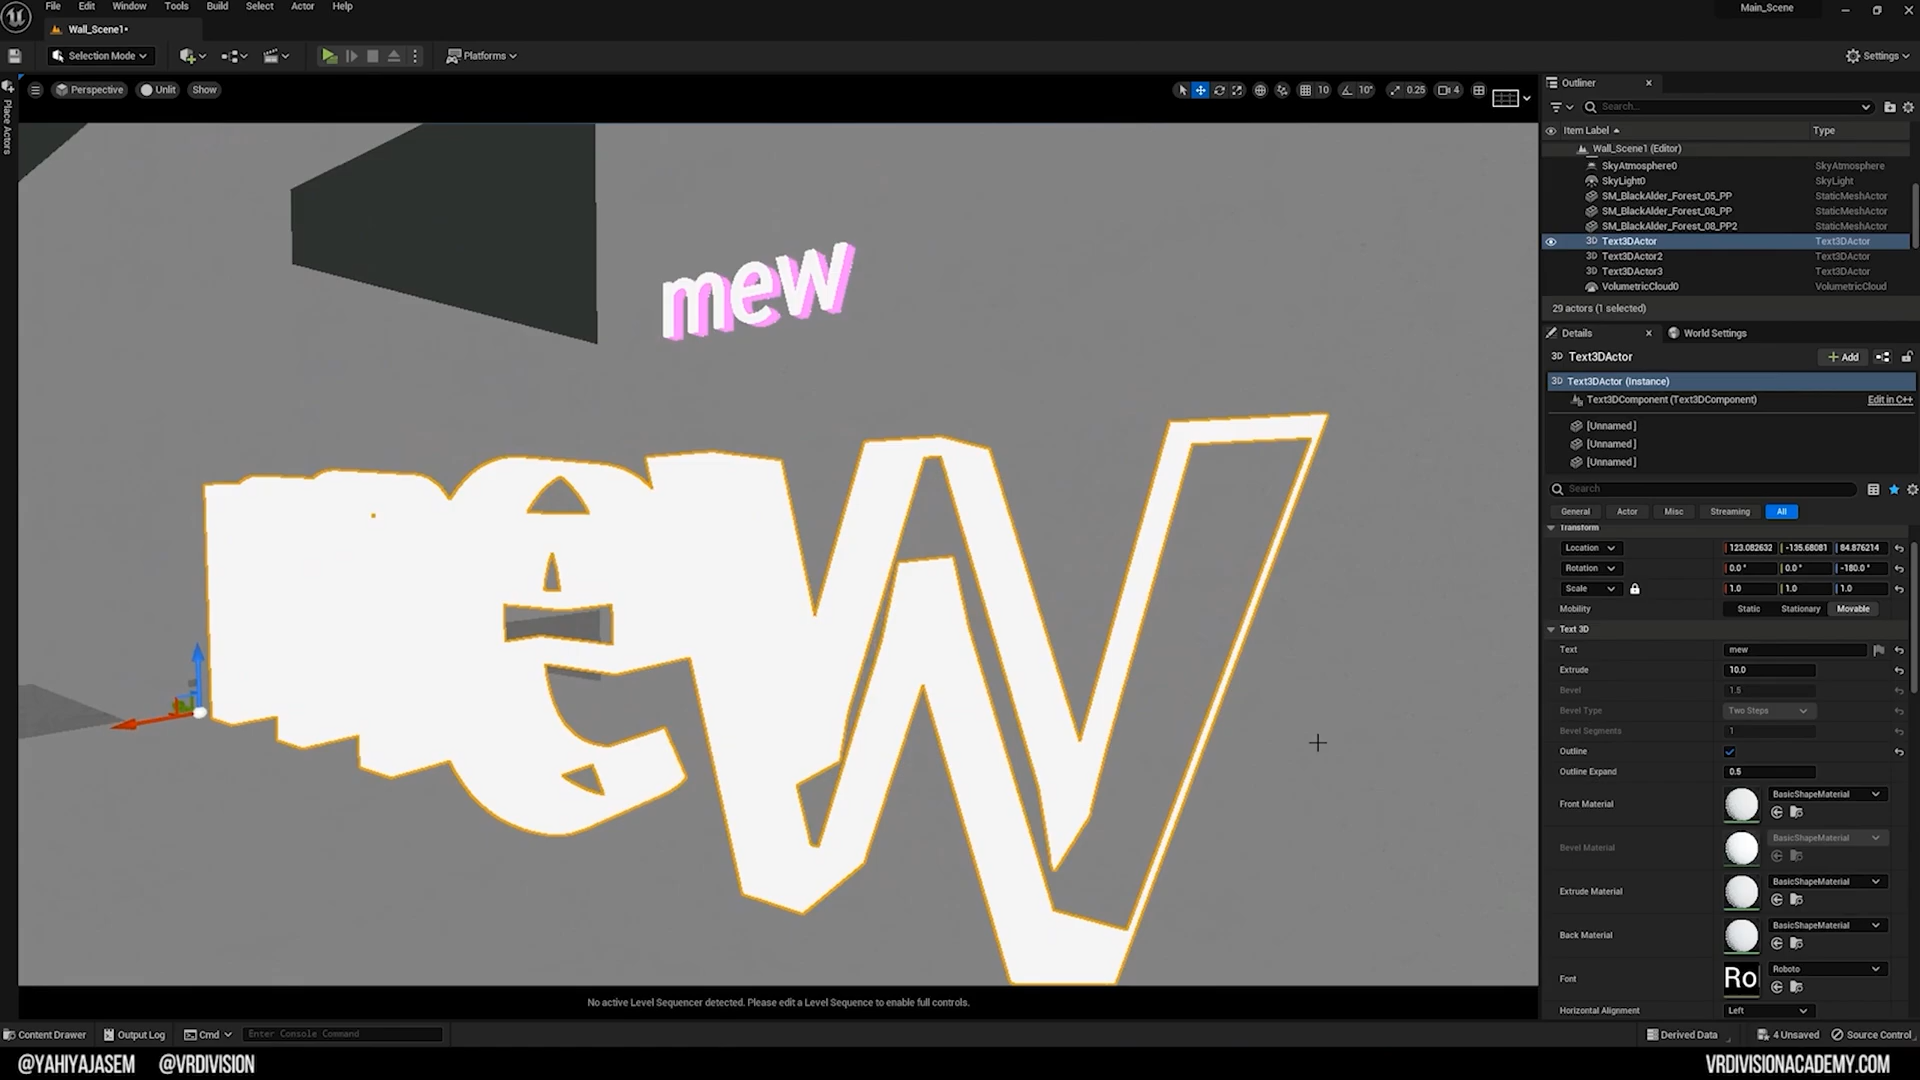 File Edit Window Tools Build Select Actor Help
Main_Scene
Wall_Scene1•
Selection Mode
Platforms
Settings
Place Actors
Perspective Unlit Show
10 10° 0.25 4
Outliner
Search...
Item Label Type
Wall_Scene1 (Editor)
SkyAtmosphere0 SkyAtmosphere
SkyLight0 SkyLight
SM_BlackAlder_Forest_05_PP StaticMeshActor
SM_BlackAlder_Forest_08_PP StaticMeshActor
SM_BlackAlder_Forest_08_PP2 StaticMeshActor
3D Text3DActor Text3DActor
3D Text3DActor2 Text3DActor
3D Text3DActor3 Text3DActor
VolumetricCloud0 VolumetricCloud
29 actors (1 selected)
Details World Settings
3D Text3DActor
+ Add
3D Text3DActor (Instance)
Text3DComponent (Text3DComponent) Edit in C++
[Unnamed]
[Unnamed]
[Unnamed]
Search
General Actor Misc Streaming All
Transform
Location 123.082632 -135.68081 84.876214
Rotation 0.0° 0.0° -180.0°
Scale 1.0 1.0 1.0
Mobility Static Stationary Movable
Text 3D
Text mew
Extrude 10.0
Bevel 1.5
Bevel Type Two Steps
Bevel Segments 1
Outline
Outline Expand 0.5
Front Material BasicShapeMaterial
Bevel Material BasicShapeMaterial
Extrude Material BasicShapeMaterial
Back Material BasicShapeMaterial
Font Ro Roboto
Horizontal Alignment Left
mew
mew
No active Level Sequencer detected. Please edit a Level Sequence to enable full controls.
Content Drawer Output Log Cmd Enter Console Command
Derived Data 4 Unsaved Source Control
@YAHIYAJASEM @VRDIVISION
VRDIVISIONACADEMY.COM